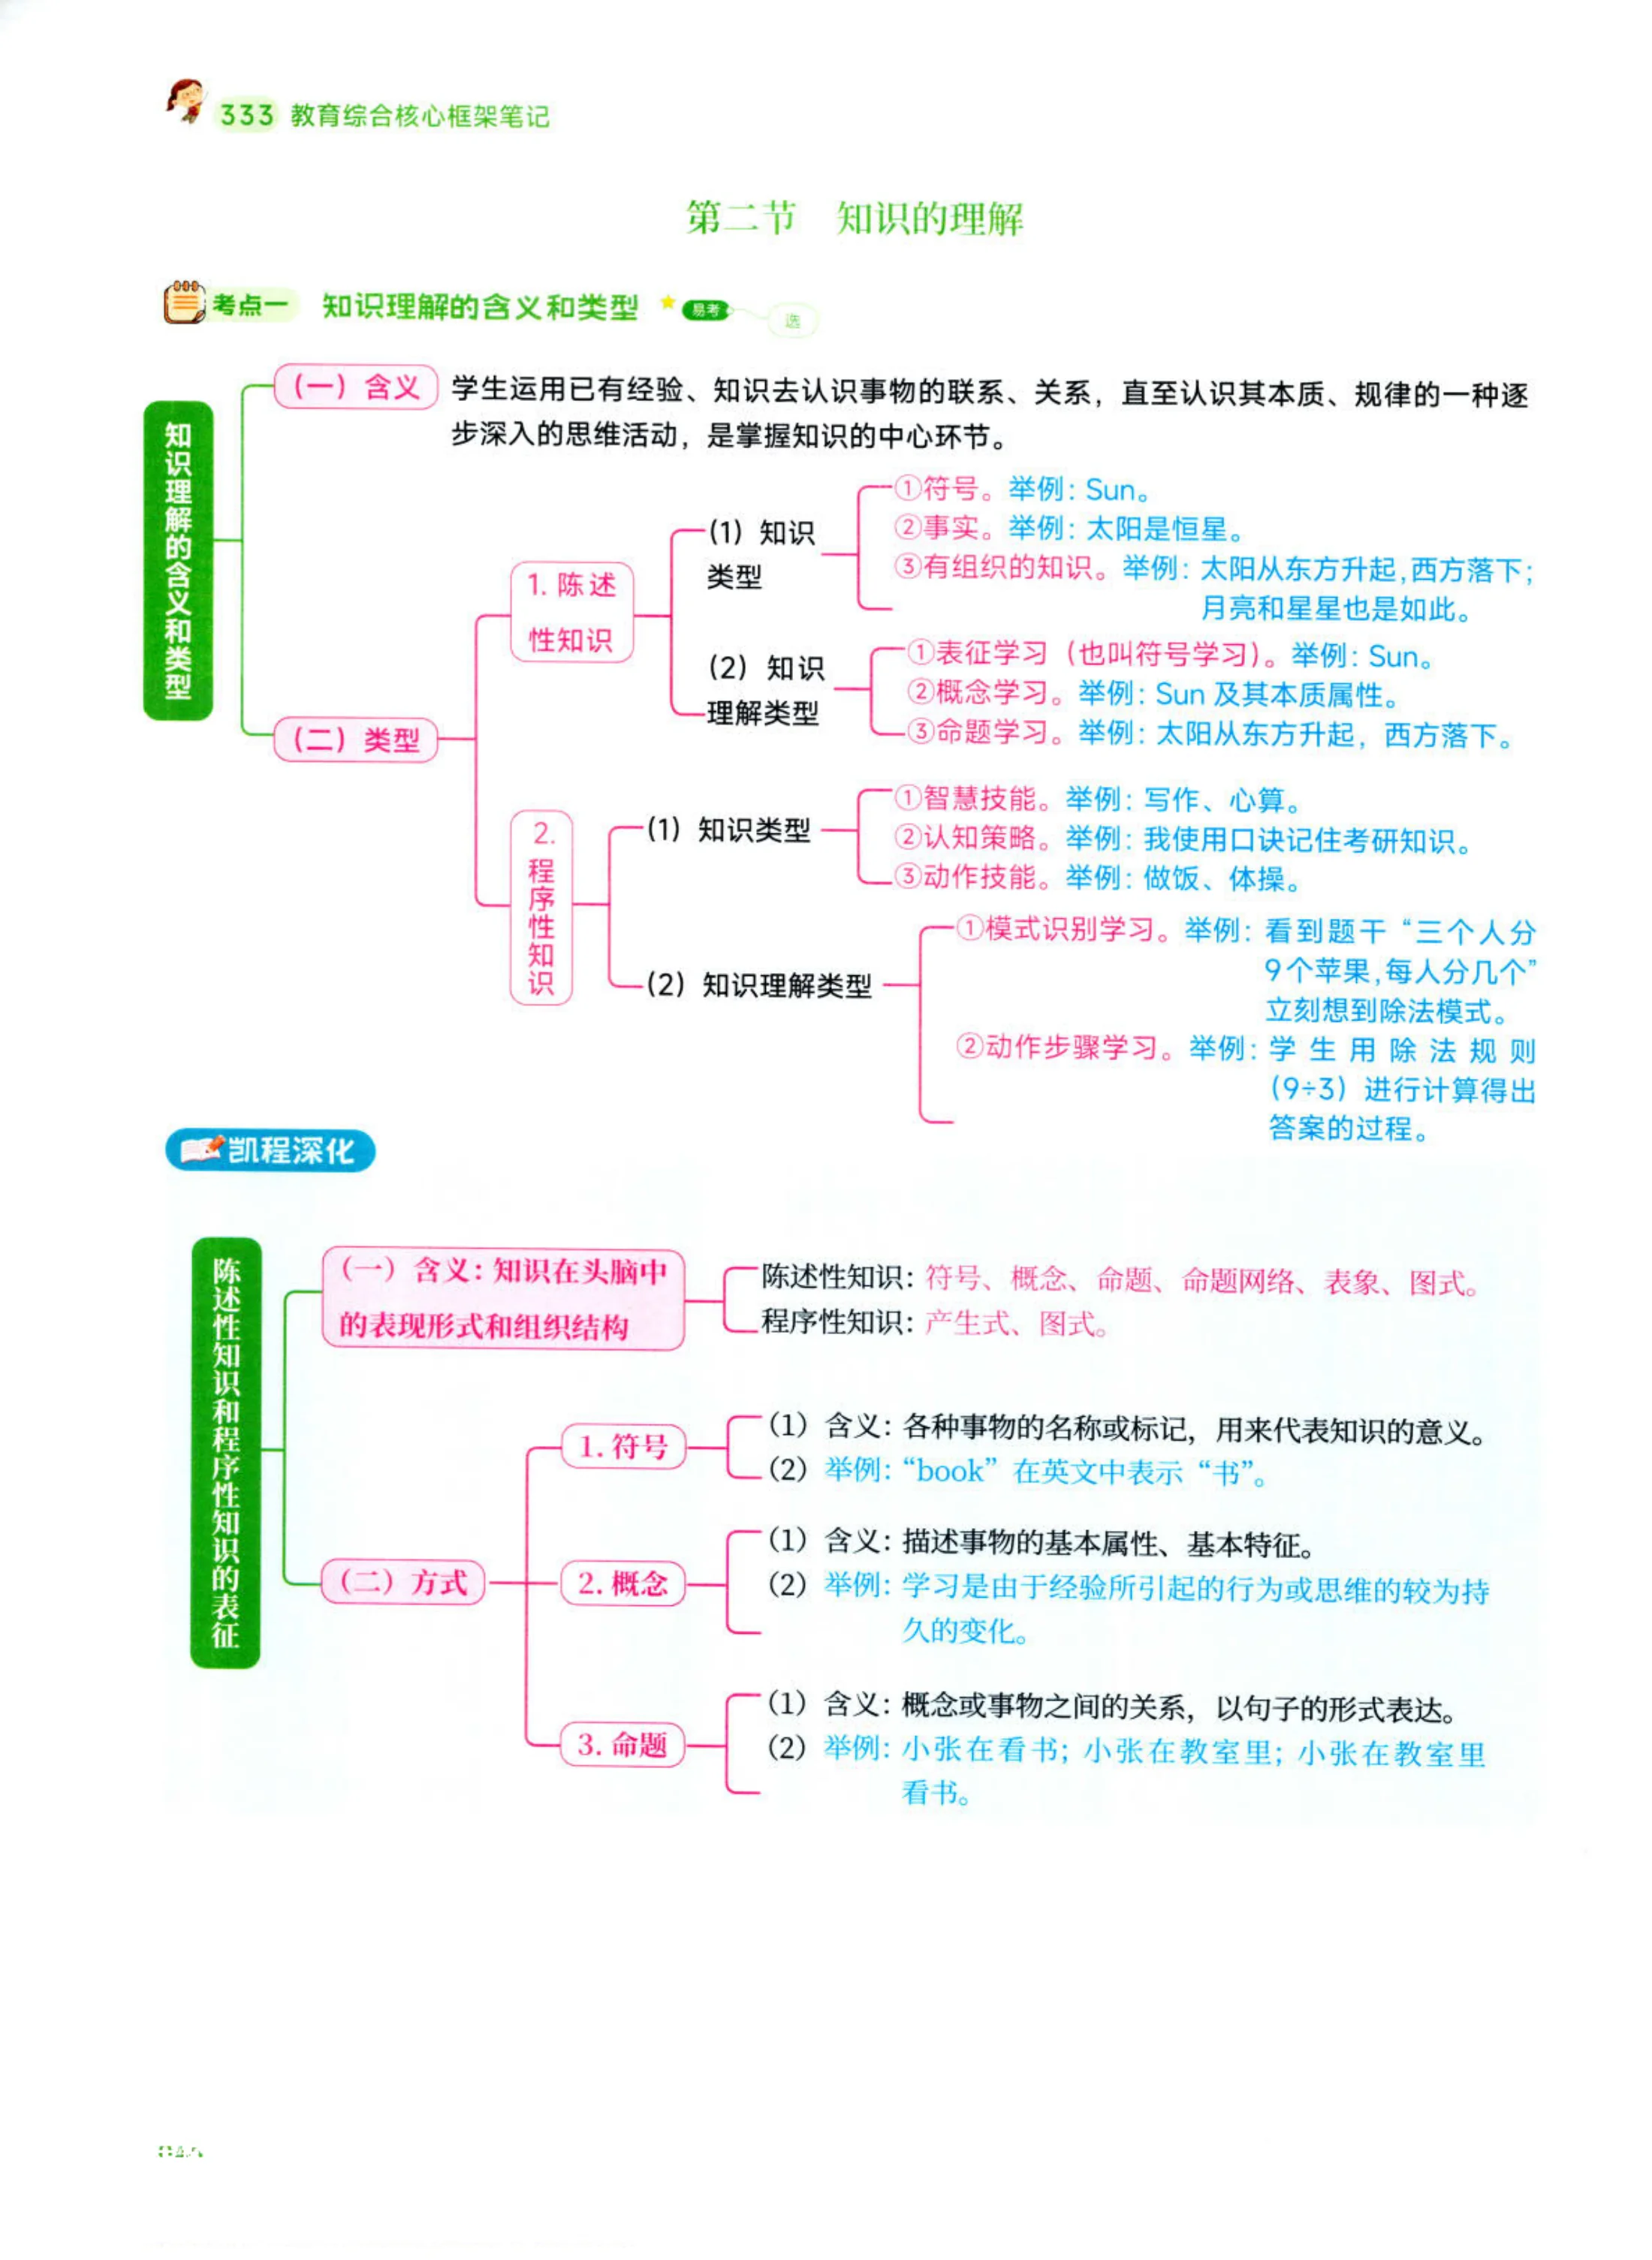 333 教育综合核心框架笔记
第二节 知识的理解
考点一 知识理解的含义和类型 易考 选
知识理解的含义和类型
(一) 含义 学生运用已有经验、知识去认识事物的联系、关系，直至认识其本质、规律的一种逐
步深入的思维活动，是掌握知识的中心环节。
(二) 类型
1. 陈述
性知识
(1) 知识
类型
①符号。举例：Sun。
②事实。举例：太阳是恒星。
③有组织的知识。举例：太阳从东方升起,西方落下；
月亮和星星也是如此。
(2) 知识
理解类型
①表征学习（也叫符号学习）。举例：Sun。
②概念学习。举例：Sun 及其本质属性。
③命题学习。举例：太阳从东方升起，西方落下。
2.程序性知识
(1) 知识类型
①智慧技能。举例：写作、心算。
②认知策略。举例：我使用口诀记住考研知识。
③动作技能。举例：做饭、体操。
(2) 知识理解类型
①模式识别学习。举例：看到题干“三个人分
9个苹果,每人分几个”
立刻想到除法模式。
②动作步骤学习。举例：学生用除法规则
(9÷3) 进行计算得出
答案的过程。
凯程深化
陈述性知识和程序性知识的表征
(一) 含义：知识在头脑中
的表现形式和组织结构
陈述性知识：符号、概念、命题、命题网络、表象、图式。
程序性知识：产生式、图式。
(二) 方式
1. 符号
(1) 含义：各种事物的名称或标记，用来代表知识的意义。
(2) 举例：“book”在英文中表示“书”。
2. 概念
(1) 含义：描述事物的基本属性、基本特征。
(2) 举例：学习是由于经验所引起的行为或思维的较为持
久的变化。
3. 命题
(1) 含义：概念或事物之间的关系，以句子的形式表达。
(2) 举例：小张在看书；小张在教室里；小张在教室里
看书。